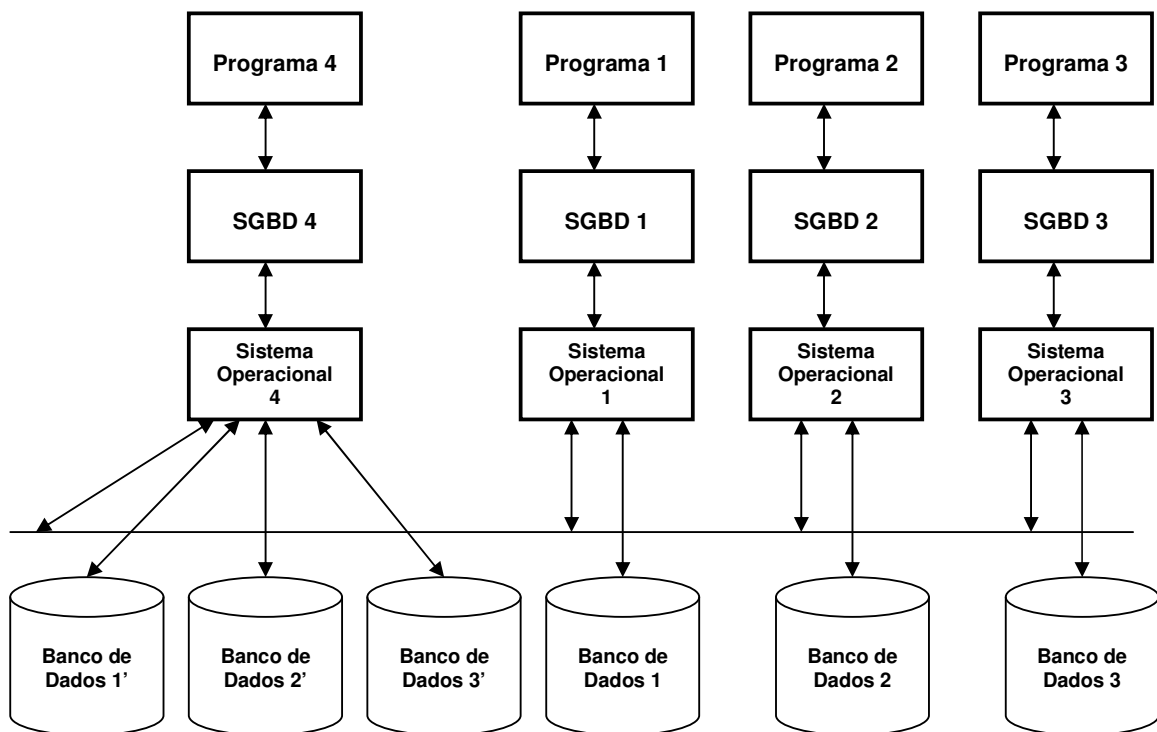 Programa 4
Programa 1
Programa 2
Programa 3
SGBD 4
SGBD 1
SGBD 2
SGBD 3
Sistema
Operacional
4
Sistema
Operacional
1
Sistema
Operacional
2
Sistema
Operacional
3
Banco de
Dados 1’
Banco de
Dados 2’
Banco de
Dados 3’
Banco de
Dados 1
Banco de
Dados 2
Banco de
Dados 3